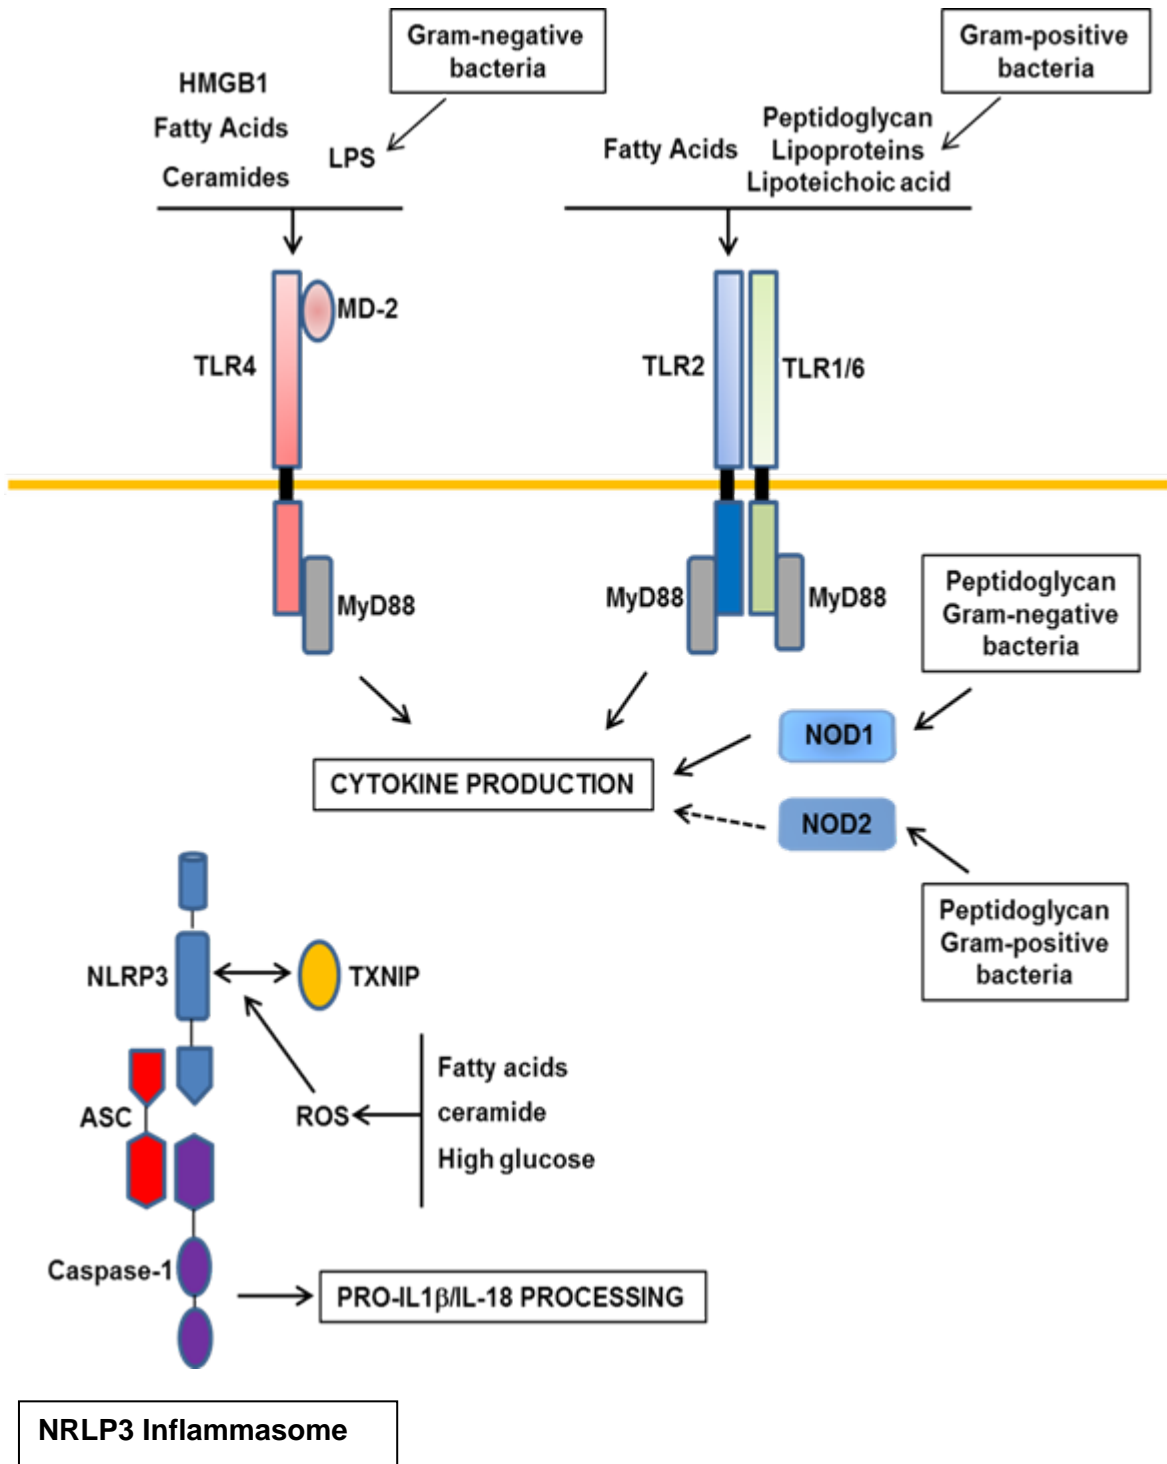 Gram-negative
bacteria
Gram-positive
bacteria
HMGB1
Fatty Acids
Ceramides
LPS
Fatty Acids
Peptidoglycan
Lipoproteins
Lipoteichoic acid
MD-2
TLR4
TLR2
TLR1/6
MyD88
MyD88
MyD88
Peptidoglycan
Gram-negative
bacteria
NOD1
CYTOKINE PRODUCTION
NOD2
Peptidoglycan
Gram-positive
bacteria
NLRP3
TXNIP
Fatty acids
ceramide
High glucose
ROS
ASC
Caspase-1
PRO-IL1β/IL-18 PROCESSING
NRLP3 Inflammasome